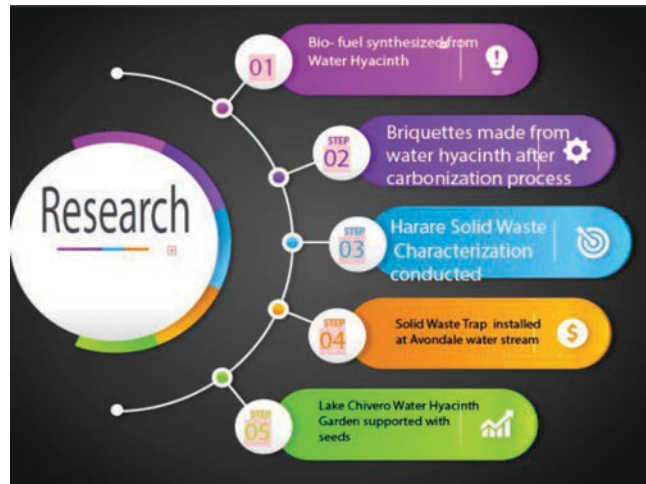 Research
01
Bio- fuel synthesized from
Water Hyacinth
STEP
02
Briquettes made from
water hyacinth after
carbonization process
STEP
03
Harare Solid Waste
Characterization
conducted
STEP
04
Solid Waste Trap installed
at Avondale water stream
STEP
05
Lake Chivero Water Hyacinth
Garden supported with
seeds
$